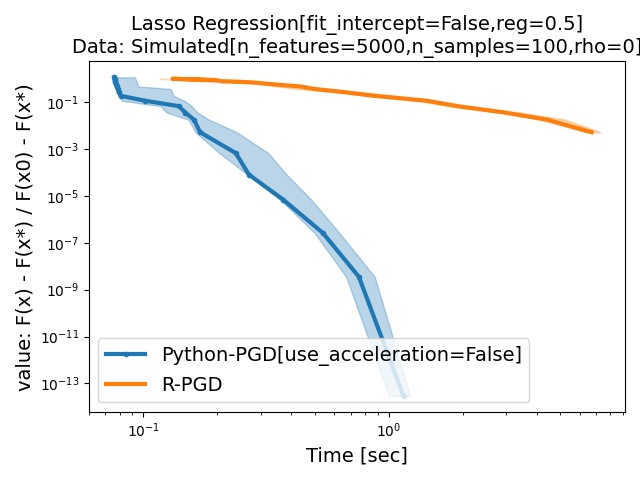 Lasso Regression[fit_intercept=False,reg=0.5]
Data: Simulated[n_features=5000,n_samples=100,rho=0]
value: F(x) - F(x*) / F(x0) - F(x*)
10⁻¹
10⁻³
10⁻⁵
10⁻⁷
10⁻⁹
10⁻¹¹
10⁻¹³
Python-PGD[use_acceleration=False]
R-PGD
10⁻¹
10⁰
Time [sec]